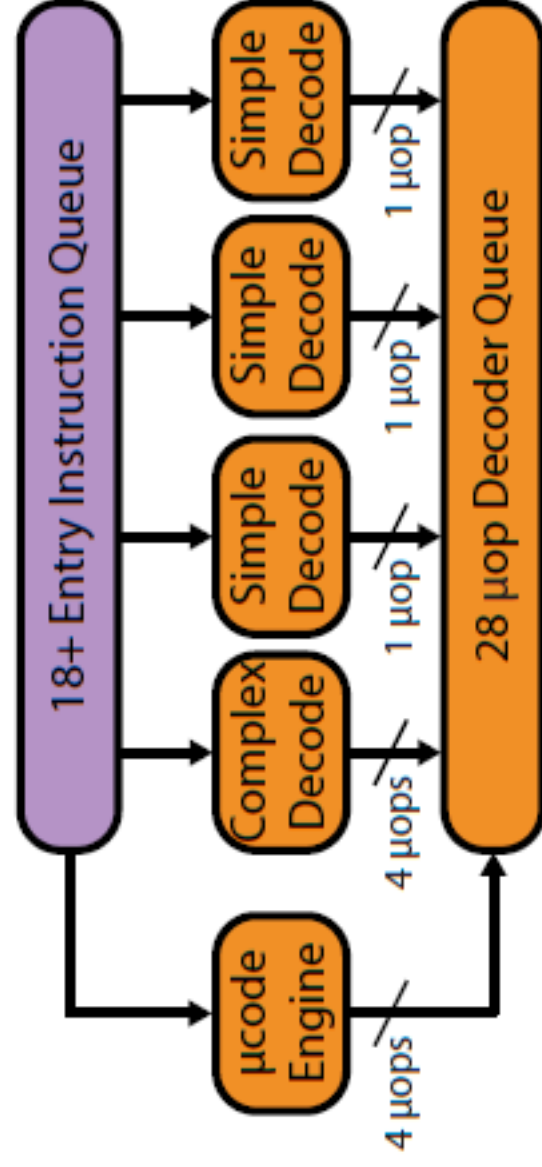 18+ Entry Instruction Queue
µcode
Engine
Complex
Decode
Simple
Decode
Simple
Decode
Simple
Decode
4 µops
4 µops
1 µop
1 µop
1 µop
28 µop Decoder Queue